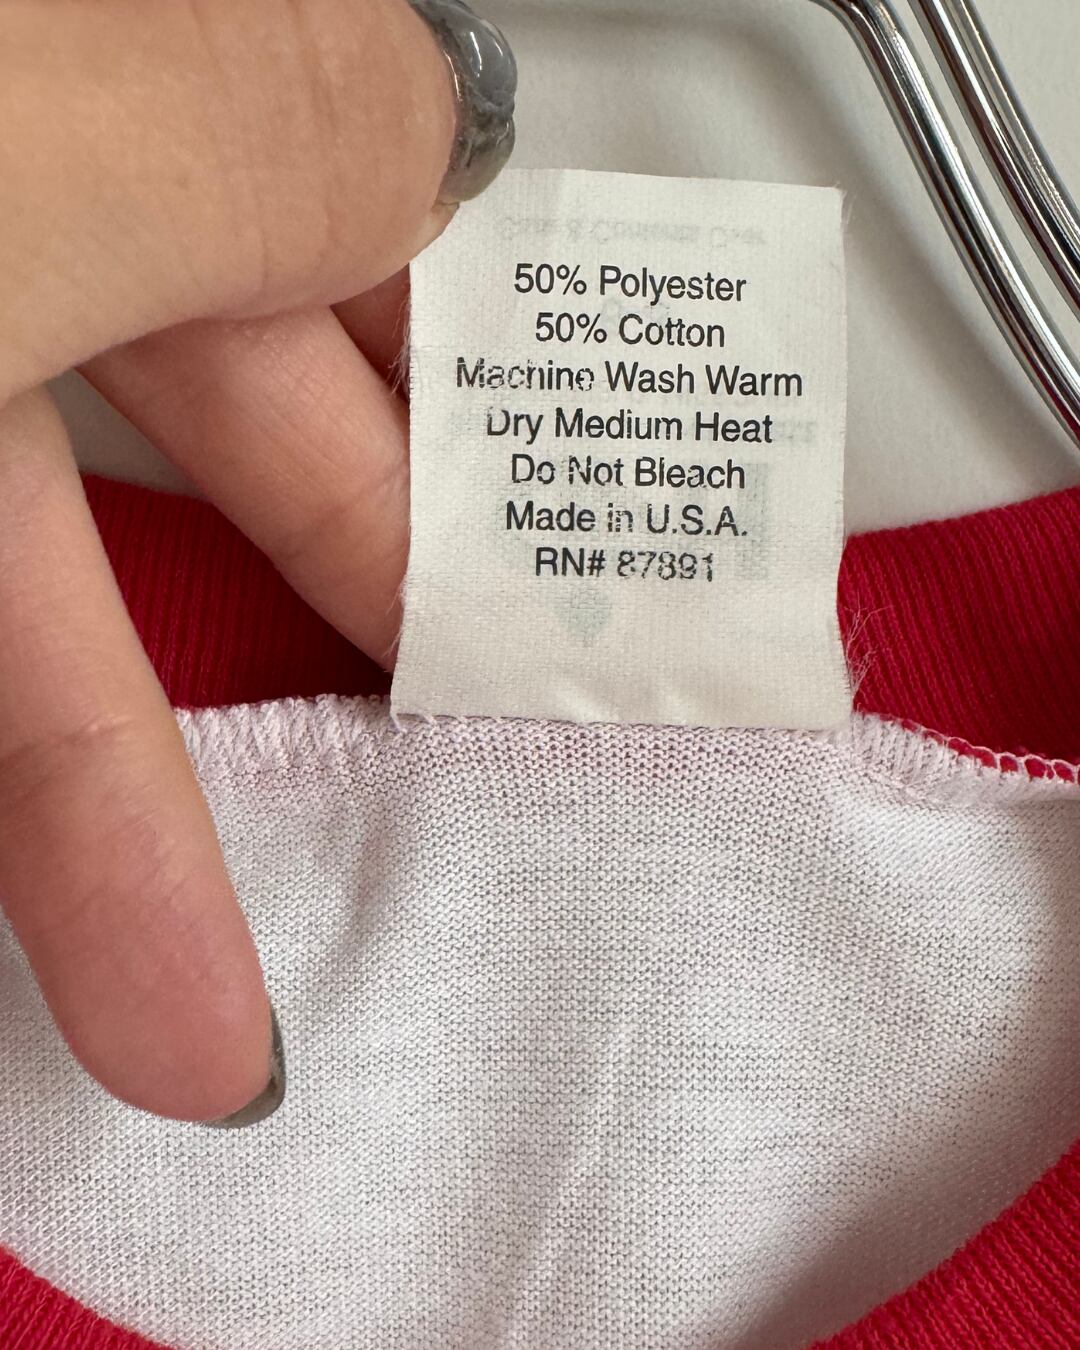 50% Polyester
50% Cotton
Machine Wash Warm
Dry Medium Heat
Do Not Bleach
Made in U.S.A.
RN# 87891